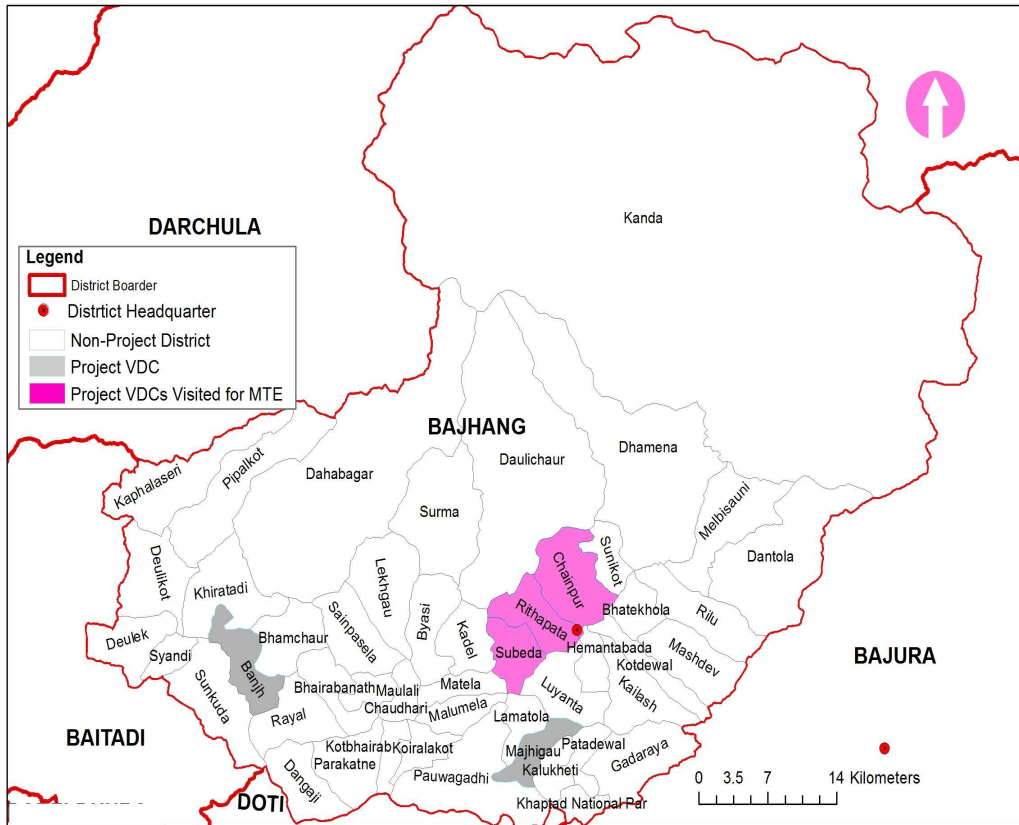 Kanda
DARCHULA
Legend
District Boarder
Distrtict Headquarter
Non-Project District
Project VDC
Project VDCs Visited for MTE
BAJHANG
Dhamena
Daulichaur
Dahabagar
Pipalkot
Kaphalaseri
Surma
Melbisauni
Dantola
Sunikot
Chainpur
Deulikot
Lekhgau
Khiratadi
Byasi
Sainpasela
Rithapata
Bhatekhola
Rilu
Kadel
Bhamchaur
Deulek
Syandi
Subeda
Hemantabada
Kotdewal
Mashdev
BAJURA
Banjh
Sunkuda
Bhairabanath
Maulali
Matela
Luyanta
Kailash
Chaudhari
Malumela
Rayal
Lamatola
BAITADI
Kotbhairab
Koiralakot
Majhigau
Patadewal
Gadaraya
Parakatne
Pauwagadhi
Kalukheti
Dangaji
DOTI
Khaptad National Par
0 3.5 7 14 Kilometers